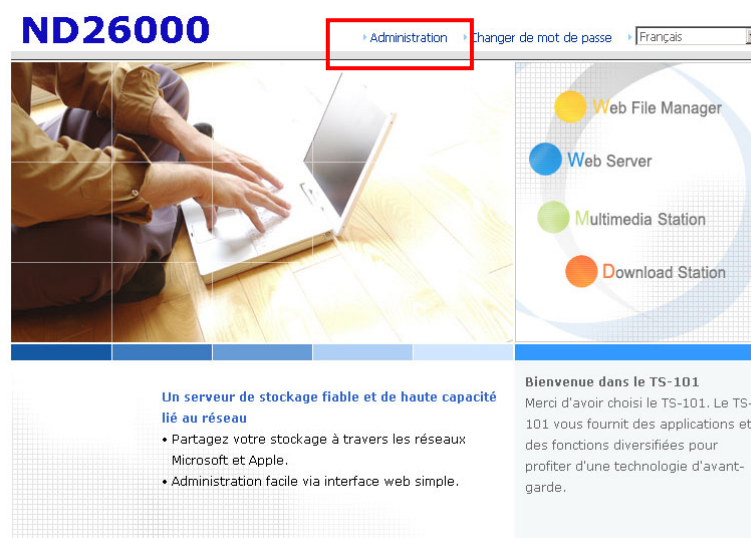 ND26000
Administration
Changer de mot de passe
Français
Web File Manager
Web Server
Multimedia Station
Download Station
Un serveur de stockage fiable et de haute capacité
lié au réseau
• Partagez votre stockage à travers les réseaux
Microsoft et Apple.
• Administration facile via interface web simple.
Bienvenue dans le TS-101
Merci d'avoir choisi le TS-101. Le TS-
101 vous fournit des applications et
des fonctions diversifiées pour
profiter d'une technologie d'avant-
garde.